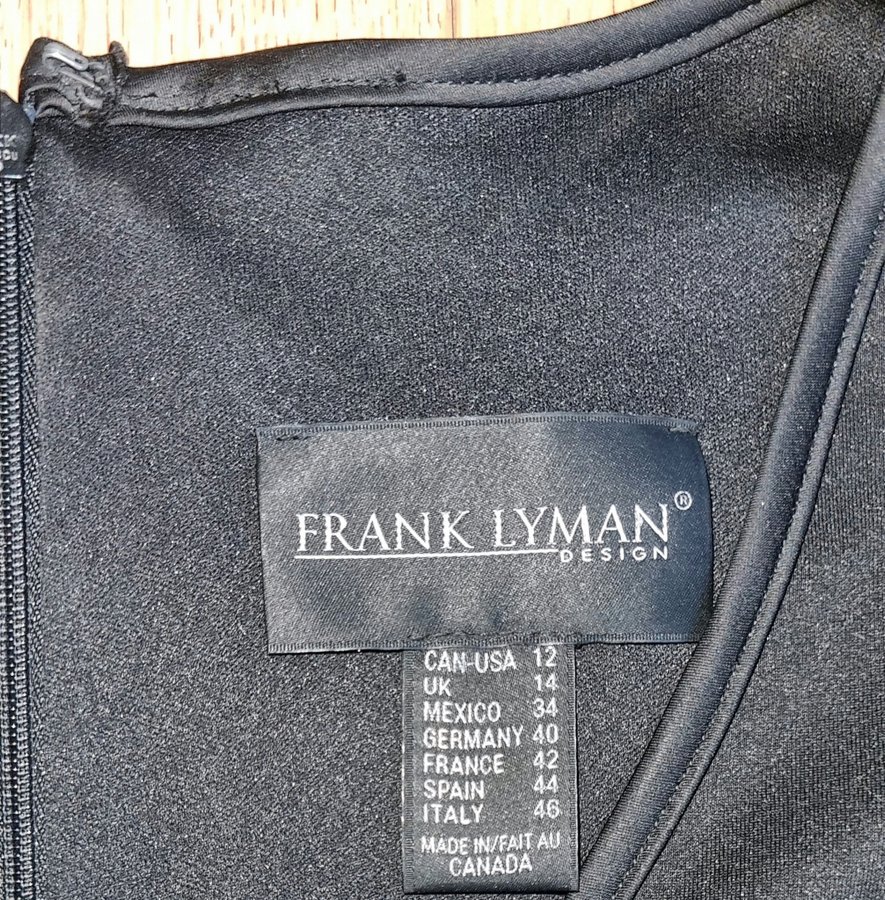 FRANK LYMAN®
DESIGN
CAN-USA 12
UK 14
MEXICO 34
GERMANY 40
FRANCE 42
SPAIN 44
ITALY 46
MADE IN/FAIT AU
CANADA